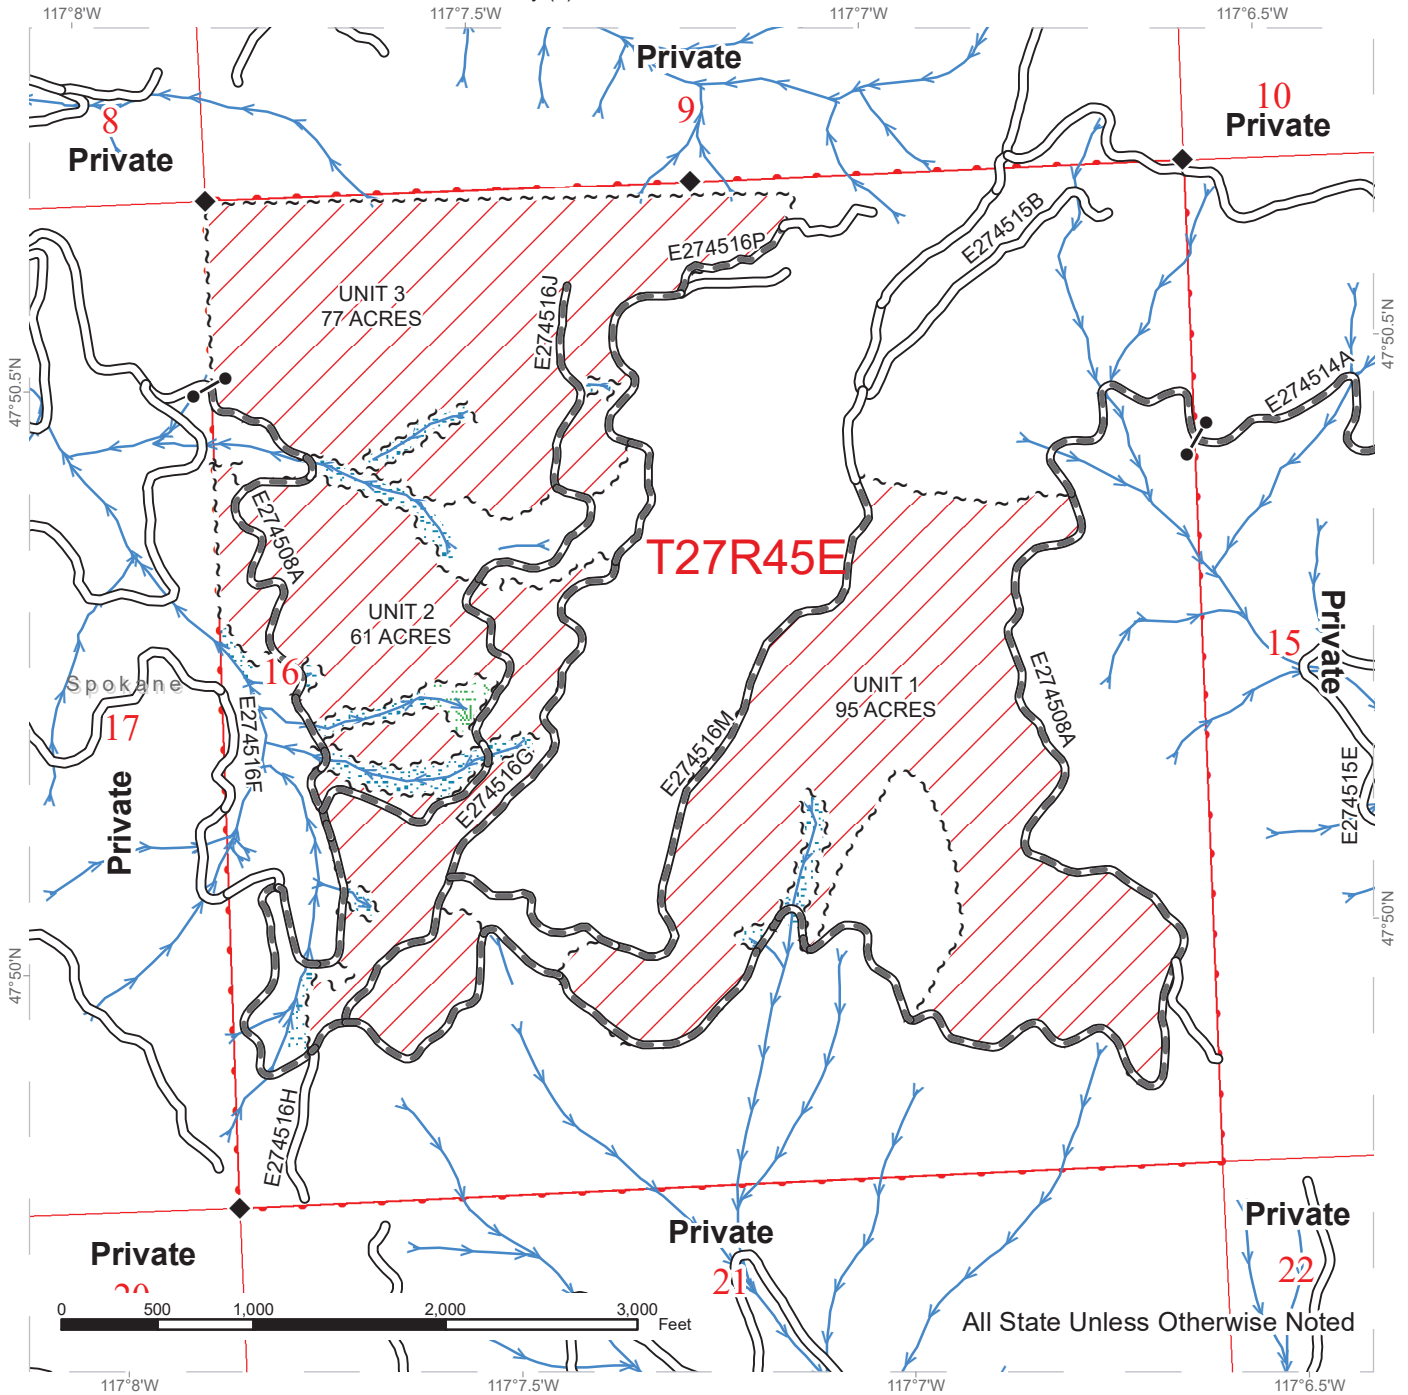 117°8'W
117°7.5'W
117°7'W
117°6.5'W
Private
10
Private
8
9
Private
E274515B
E274516P
UNIT 3
77 ACRES
E274516J
47°50.5'N
47°50.5'N
E274514A
E274508A
T27R45E
UNIT 2
61 ACRES
Private
15
16
Spokane
17
E274516F
UNIT 1
95 ACRES
E274508A
E274516M
E274516G
E274515E
Private
47°50'N
47°50'N
E274516H
Private
Private
Private
21
22
20
0 500 1,000 2,000 3,000
Feet
All State Unless Otherwise Noted
117°8'W
117°7.5'W
117°7'W
117°6.5'W